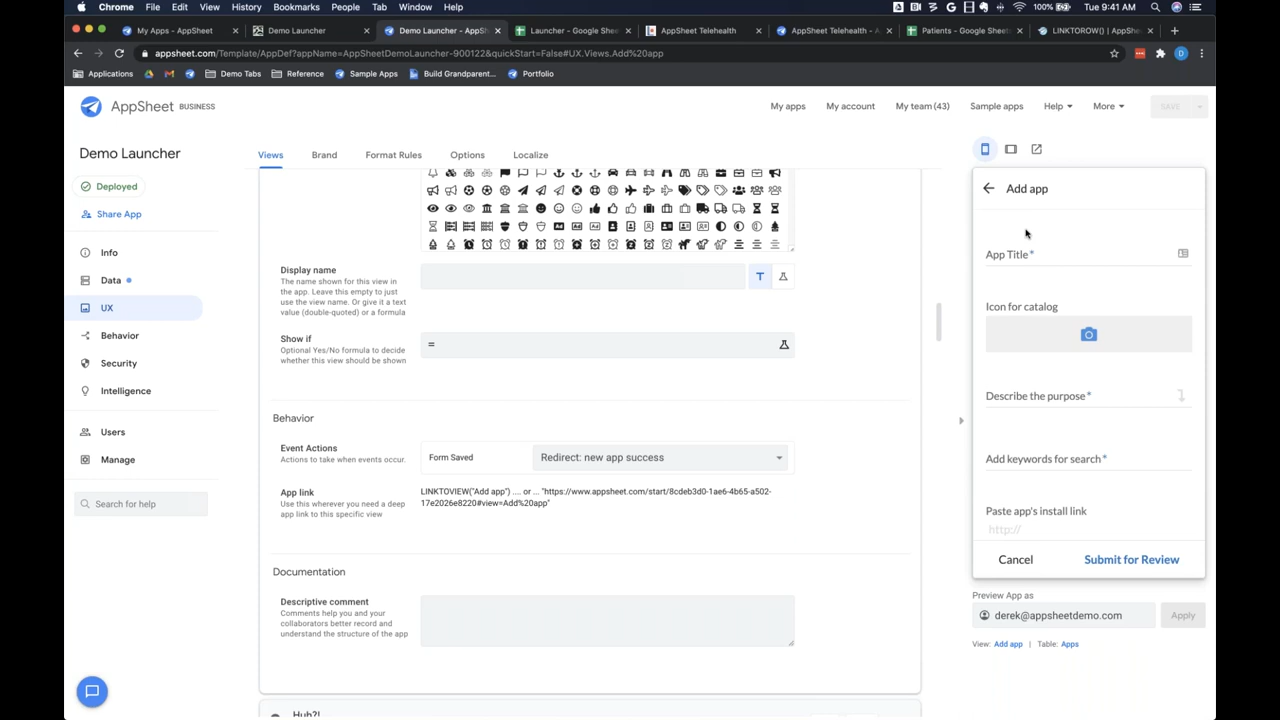 Chrome File Edit View History Bookmarks People Tab Window Help 100% Tue 9:41 AM
My Apps - AppSheet Demo Launcher Demo Launcher - AppS Launcher - Google Sheets AppSheet Telehealth AppSheet Telehealth - A Patients - Google Sheets LINKTOROW() | AppShe
appsheet.com/Template/AppDef?appName=AppSheetDemoLauncher-900122&quickStart=False#UX.Views.Add%20app
Applications Demo Tabs Reference Sample Apps Build Grandparent... Portfolio
AppSheet BUSINESS My apps My account My team (43) Sample apps Help More SAVE
Demo Launcher
Views Brand Format Rules Options Localize
Deployed
Share App
Info
Data
UX
Behavior
Security
Intelligence
Users
Manage
Search for help
Display name
The name shown for this view in
the app. Leave this empty to just
use the view name. Or give it a text
value (double-quoted) or a formula
T
Show if
Optional Yes/No formula to decide
whether this view should be shown
=
Behavior
Event Actions
Actions to take when events occur.
Form Saved Redirect: new app success
App link
Use this wherever you need a deep
app link to this specific view
LINKTOVIEW("Add app") .... or ... "https://www.appsheet.com/start/8cdeb3d0-1ae6-4b65-a502-
17e2026e8220#view=Add%20app"
Documentation
Descriptive comment
Comments help you and your
collaborators better record and
understand the structure of the app
Huh?!
Add app
App Title*
Icon for catalog
Describe the purpose*
Add keywords for search*
Paste app's install link
http://
Cancel Submit for Review
Preview App as
derek@appsheetdemo.com Apply
View: Add app | Table: Apps